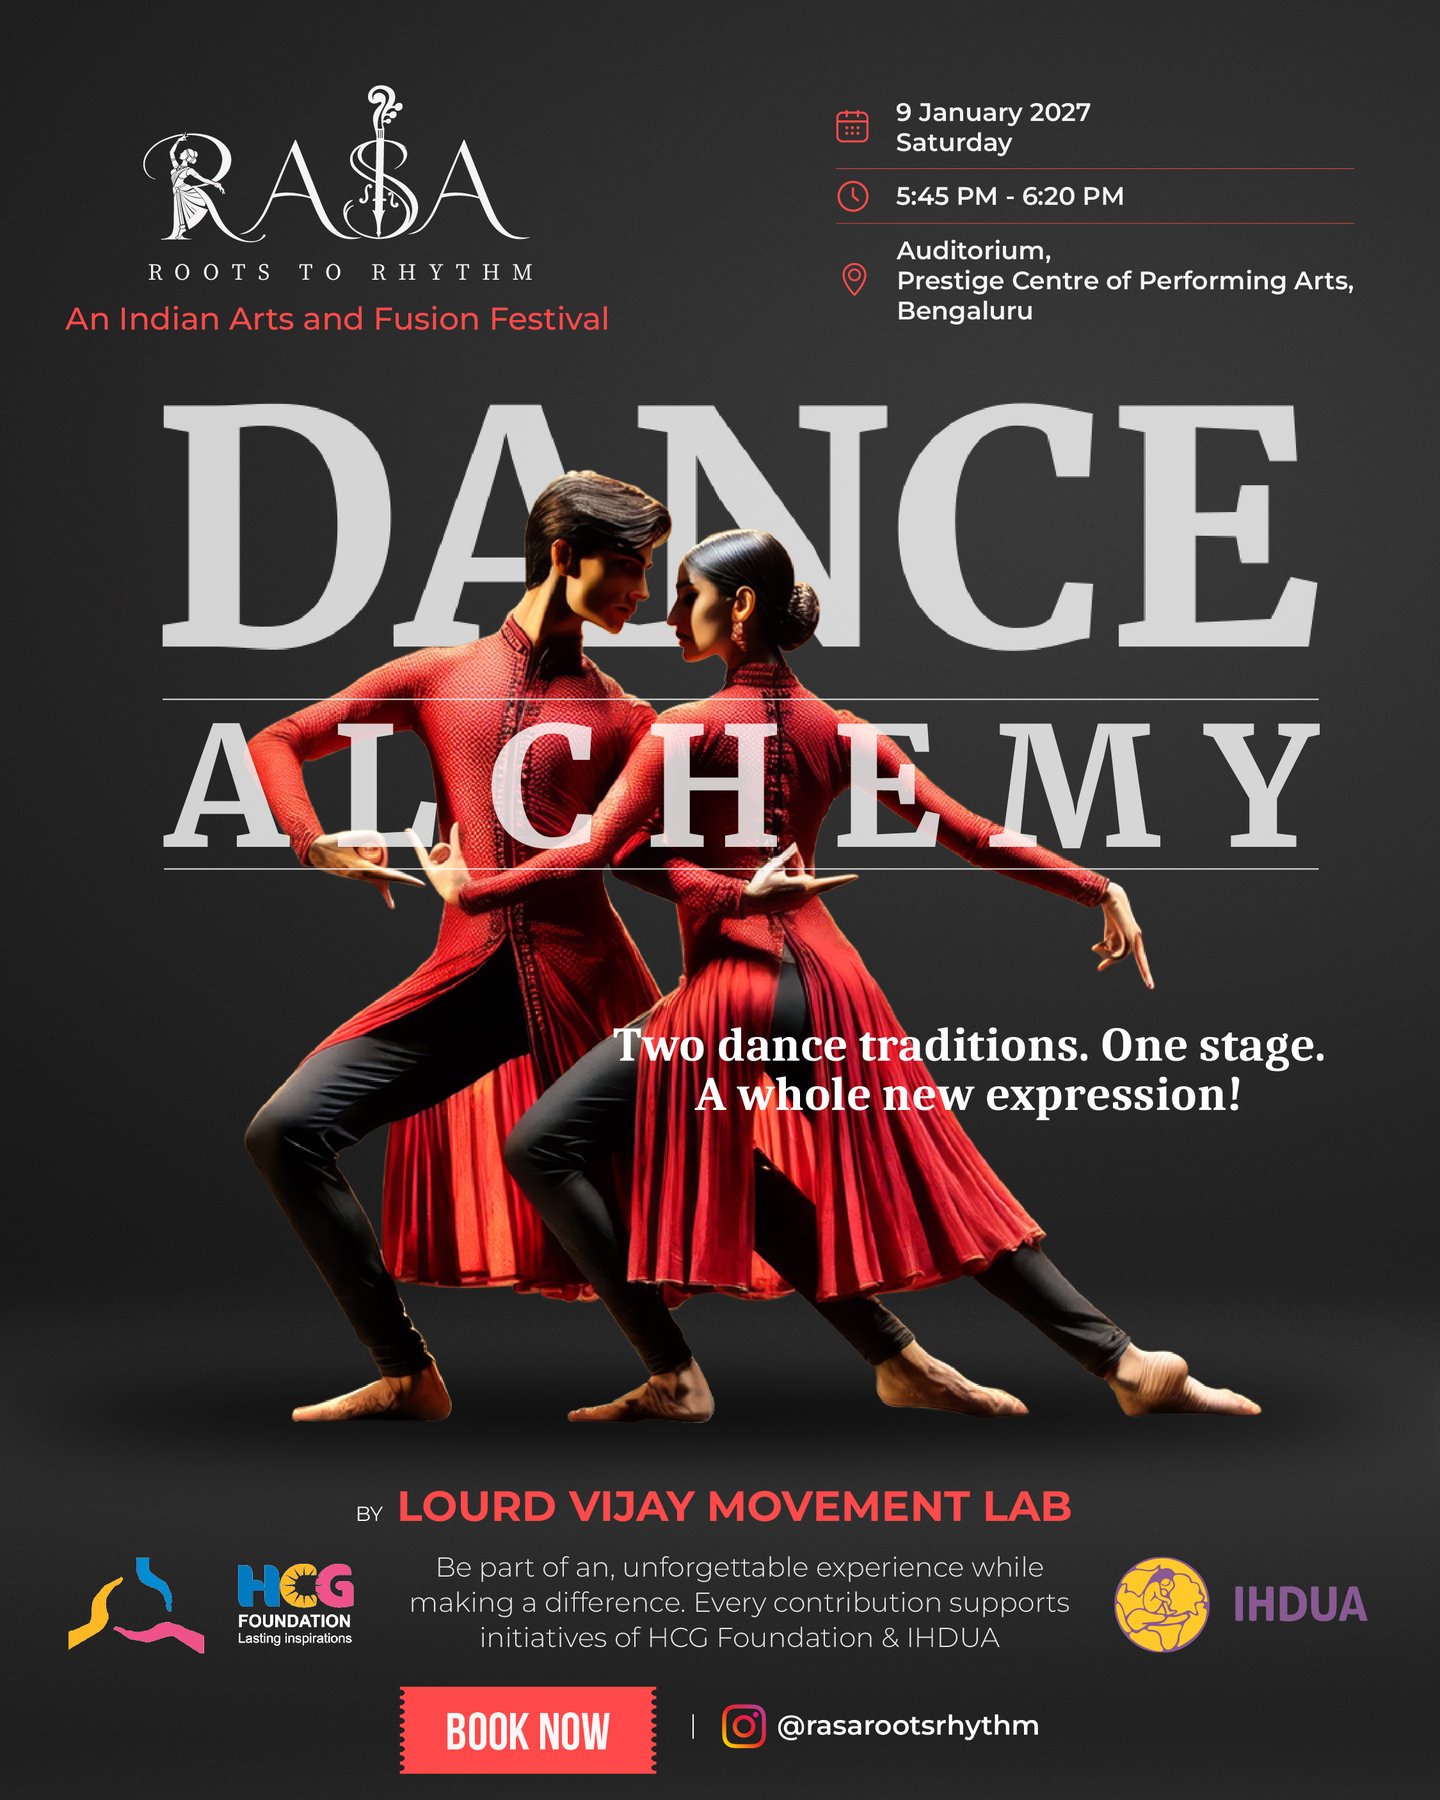 RASA
ROOTS TO RHYTHM
An Indian Arts and Fusion Festival
9 January 2027
Saturday
5:45 PM - 6:20 PM
Auditorium,
Prestige Centre of Performing Arts,
Bengaluru
DANCE
ALCHEMY
Two dance traditions. One stage.
A whole new expression!
BY LOURD VIJAY MOVEMENT LAB
HCG
FOUNDATION
Lasting inspirations
Be part of an, unforgettable experience while
making a difference. Every contribution supports
initiatives of HCG Foundation & IHDUA
IHDUA
BOOK NOW
@rasarootsrhythm